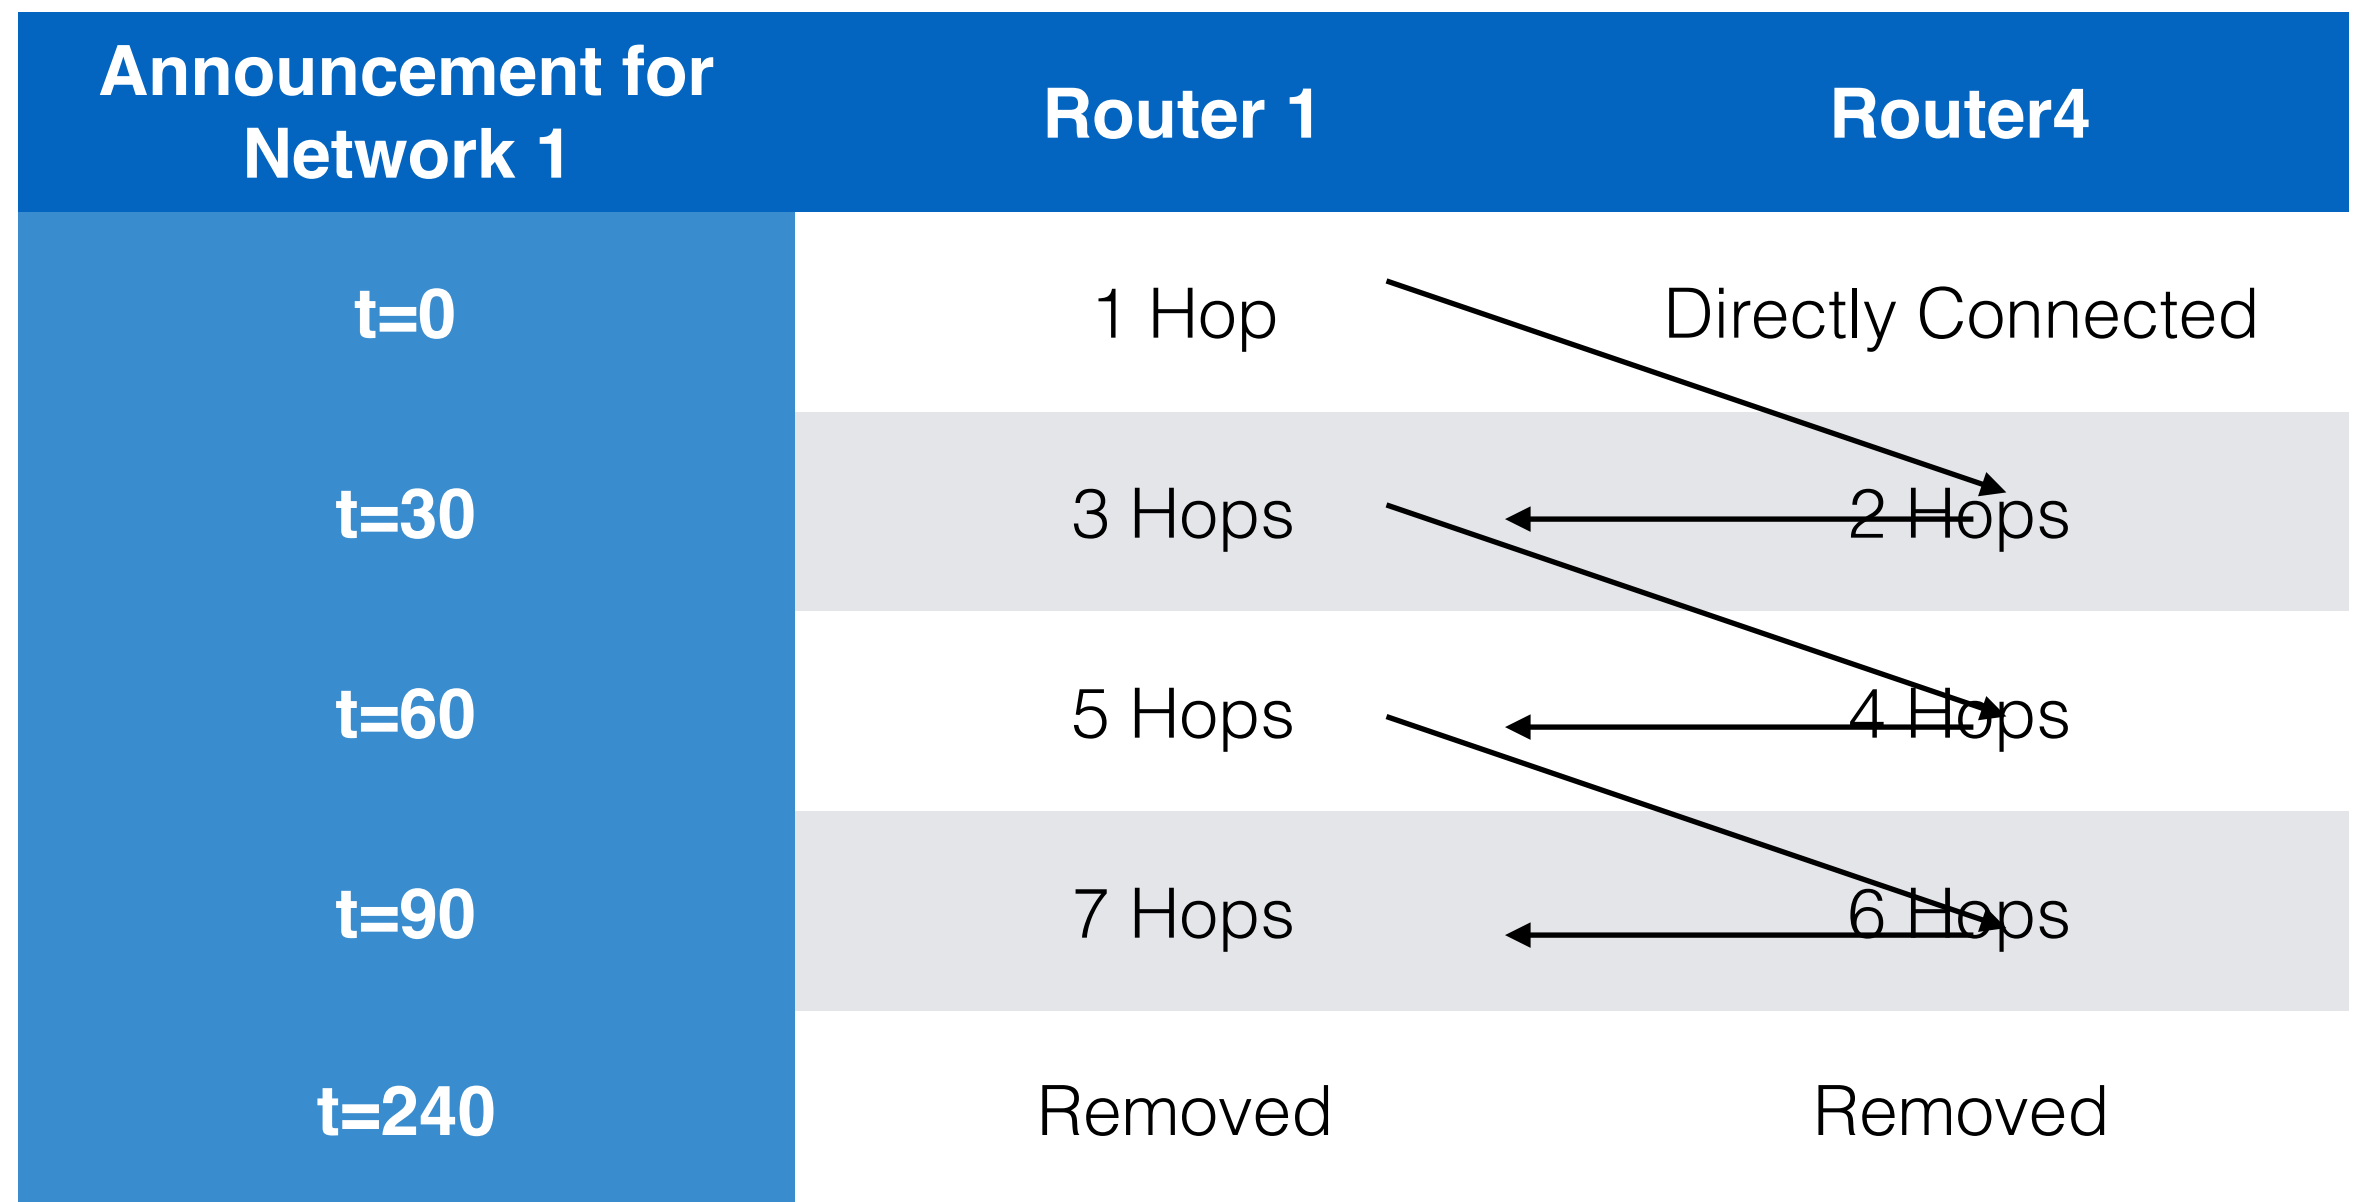 Announcement for
Network 1
Router 1
Router4
t=0
1 Hop
Directly Connected
t=30
3 Hops
2 Hops
t=60
5 Hops
4 Hops
t=90
7 Hops
6 Hops
t=240
Removed
Removed